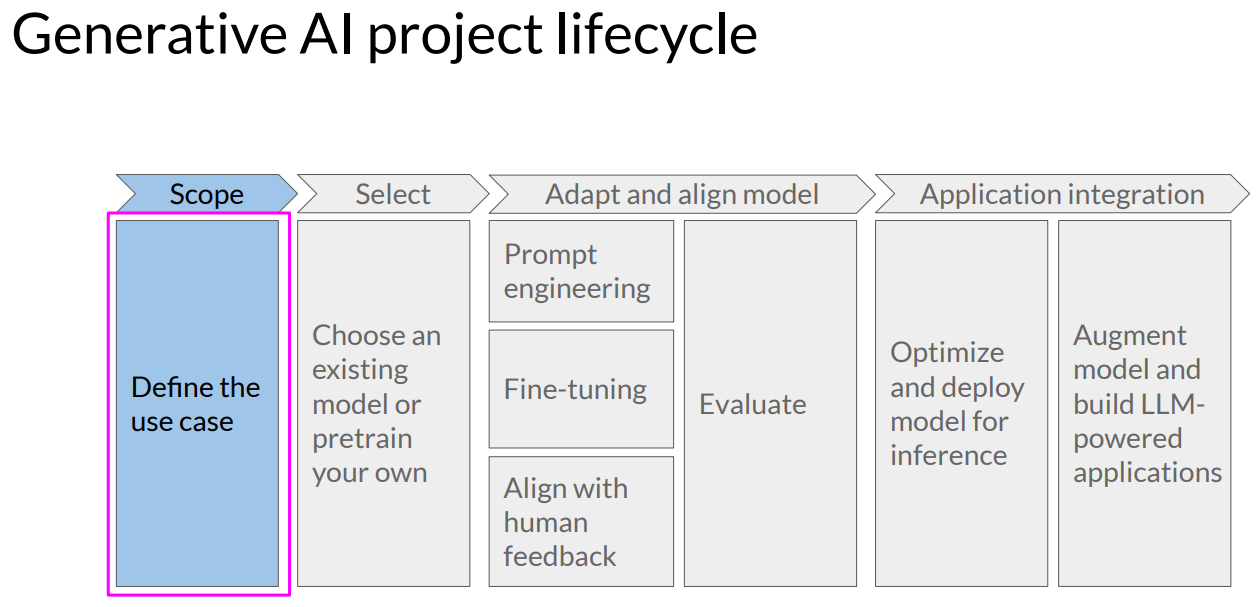 Generative AI project lifecycle
Scope
Select
Adapt and align model
Application integration
Define the
use case
Choose an
existing
model or
pretrain
your own
Prompt
engineering
Fine-tuning
Align with
human
feedback
Evaluate
Optimize
and deploy
model for
inference
Augment
model and
build LLM-
powered
applications